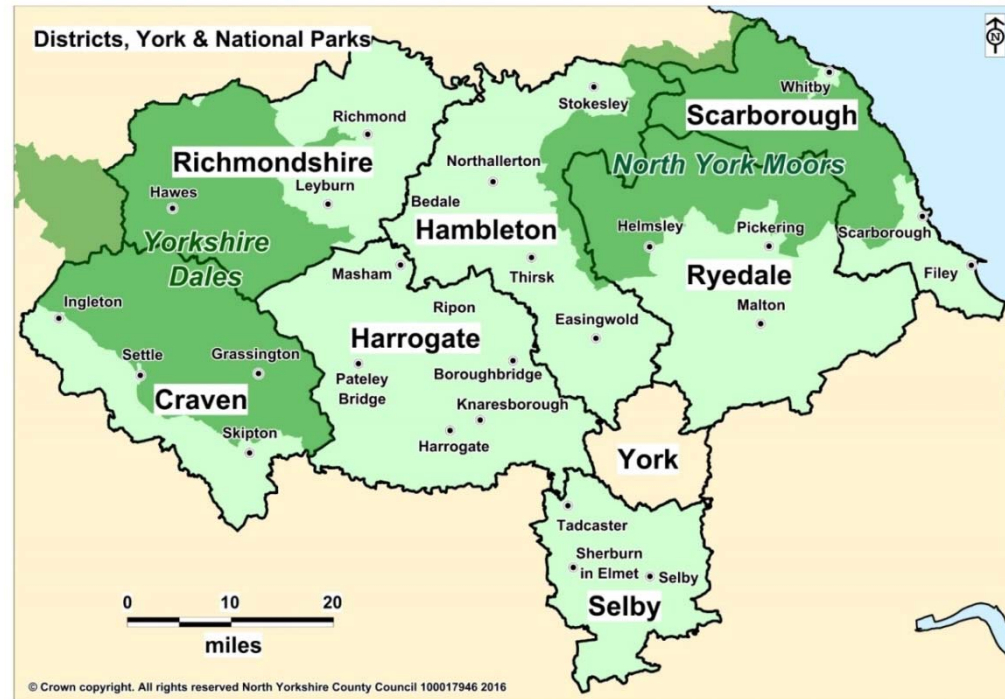 Districts, York & National Parks
N
Whitby
Stokesley
Scarborough
Richmond
Richmondshire
Northallerton
North York Moors
Hawes
Leyburn
Bedale
Hambleton
Helmsley
Pickering
Scarborough
Yorkshire
Dales
Masham
Thirsk
Ryedale
Filey
Ingleton
Ripon
Easingwold
Malton
Harrogate
Settle
Grassington
Pateley
Bridge
Boroughbridge
Craven
Knaresborough
Skipton
Harrogate
York
Tadcaster
Sherburn
in Elmet
Selby
Selby
0 10 20
miles
© Crown copyright. All rights reserved North Yorkshire County Council 100017946 2016